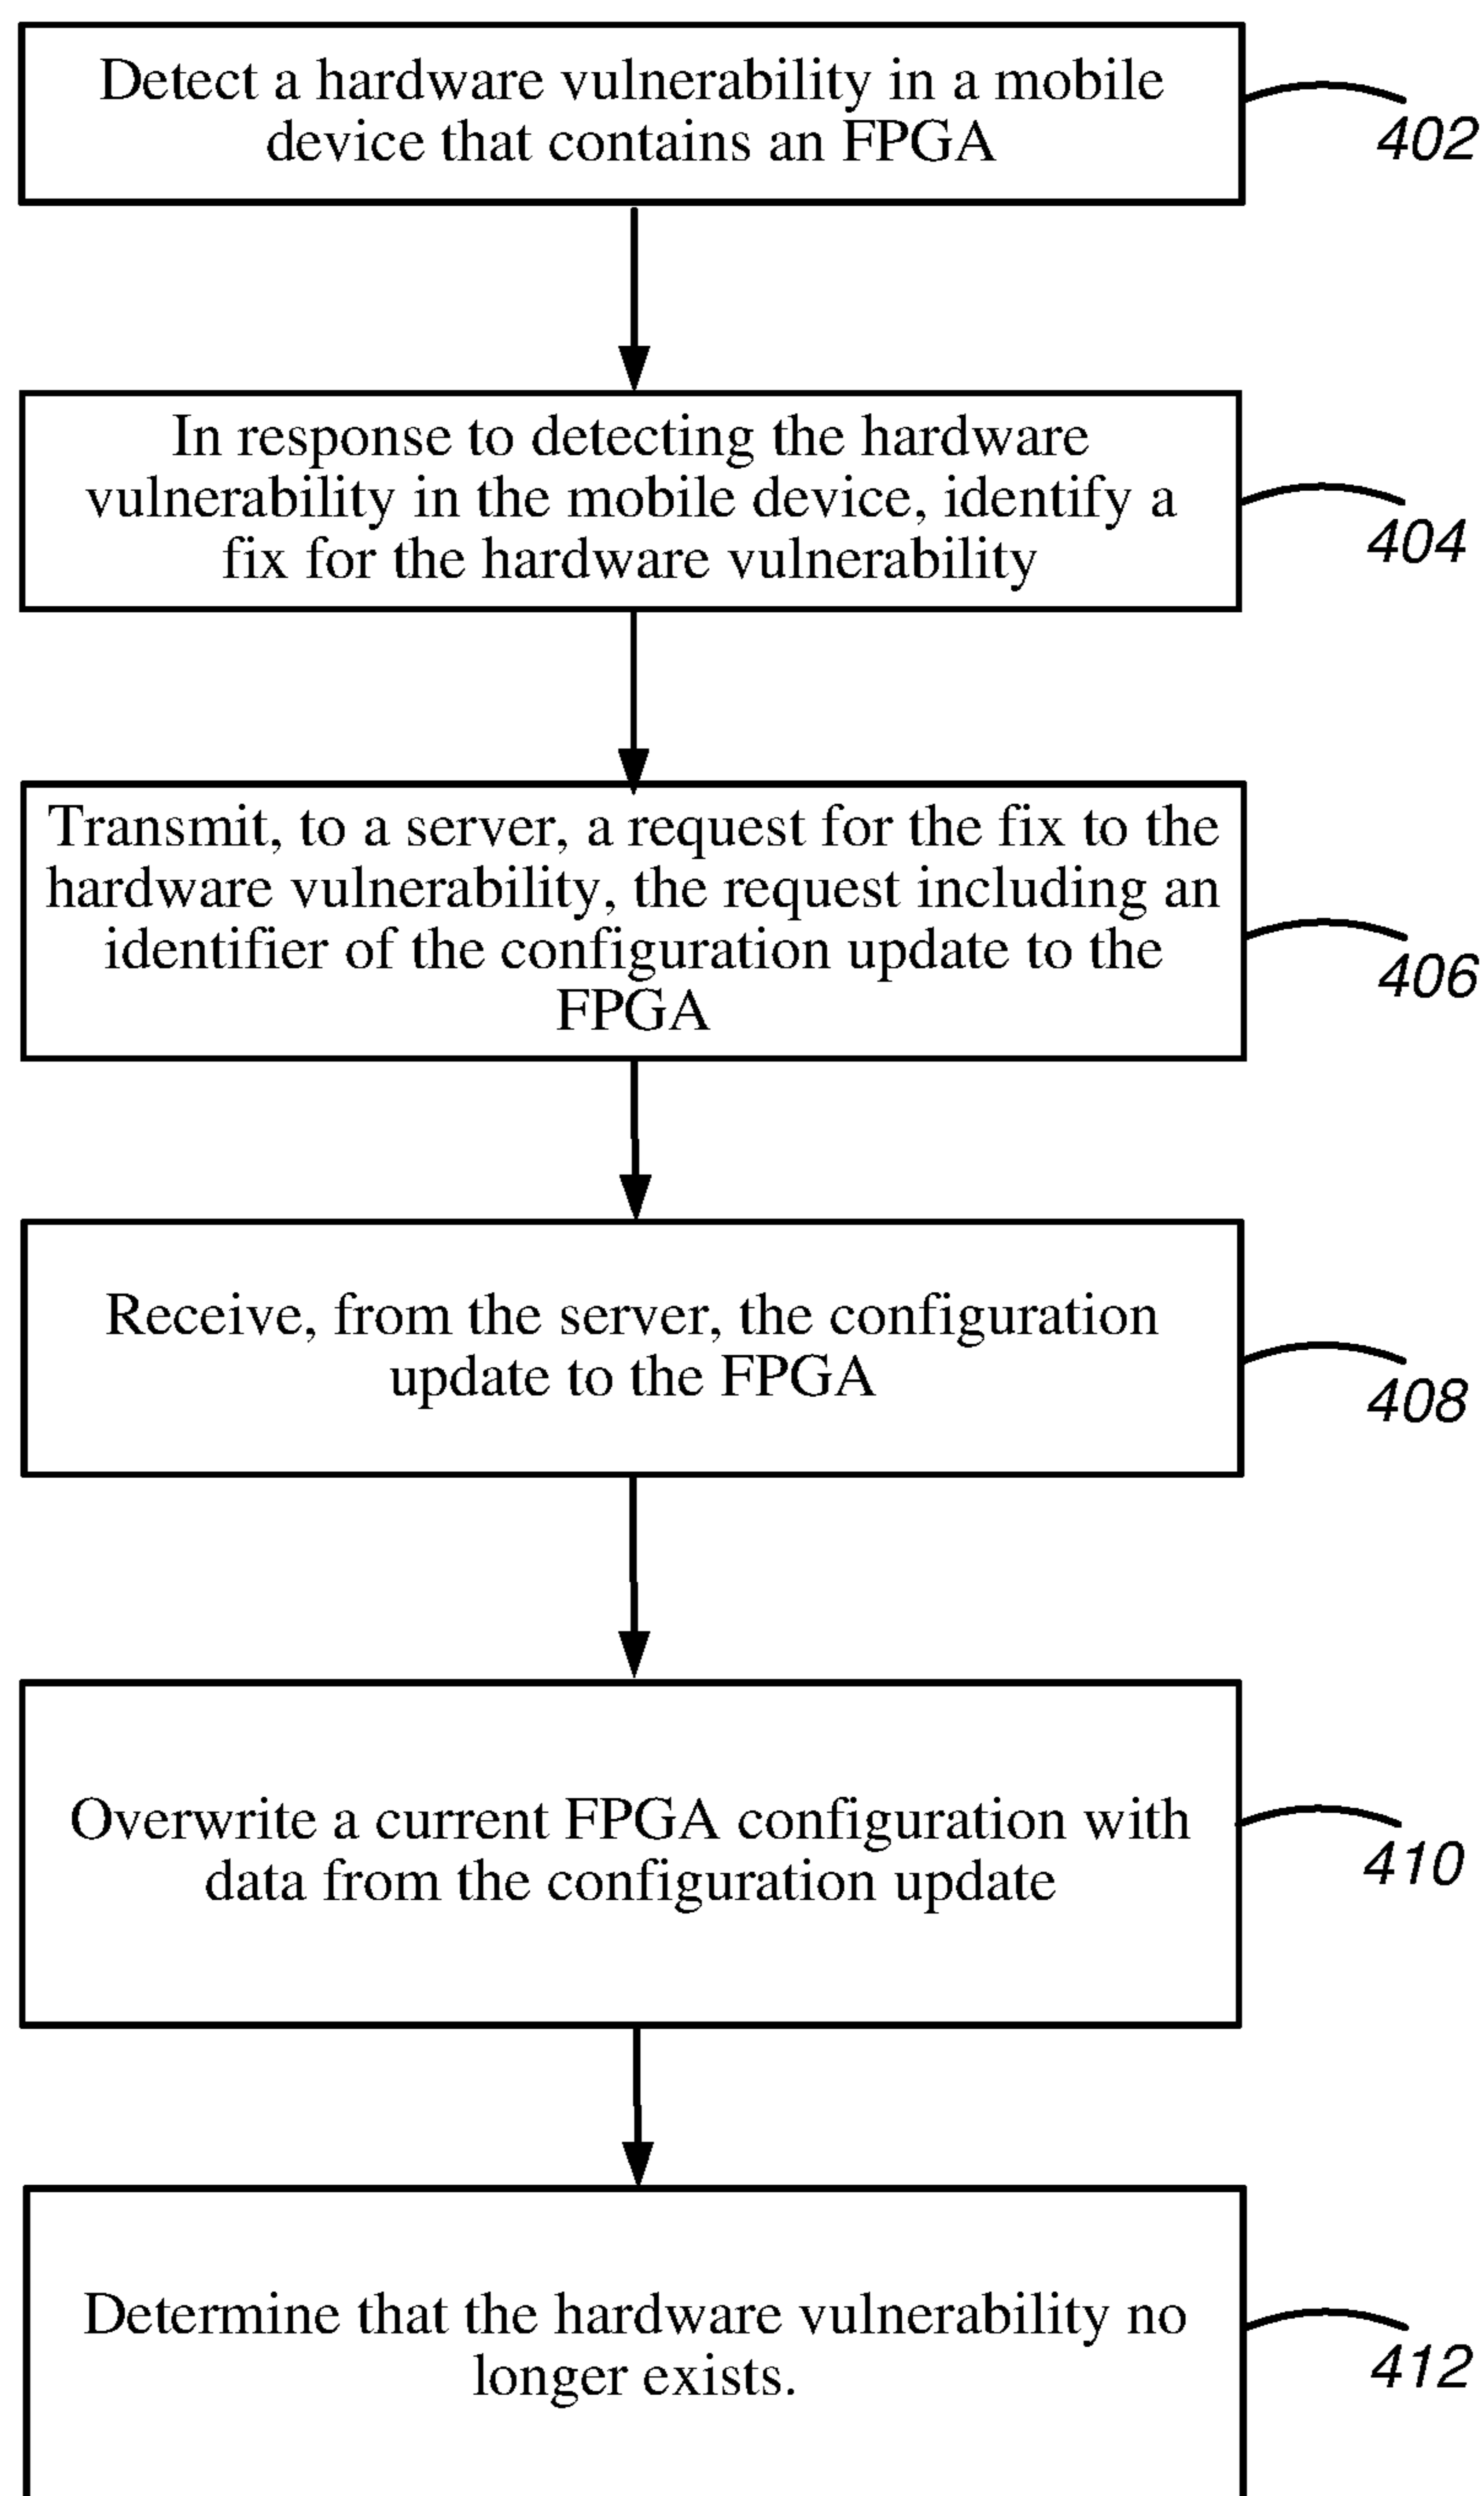 Detect a hardware vulnerability in a mobile
device that contains an FPGA
402
In response to detecting the hardware
vulnerability in the mobile device, identify a
fix for the hardware vulnerability
404
Transmit, to a server, a request for the fix to the
hardware vulnerability, the request including an
identifier of the configuration update to the
FPGA
406
Receive, from the server, the configuration
update to the FPGA
408
Overwrite a current FPGA configuration with
data from the configuration update
410
Determine that the hardware vulnerability no
longer exists.
412